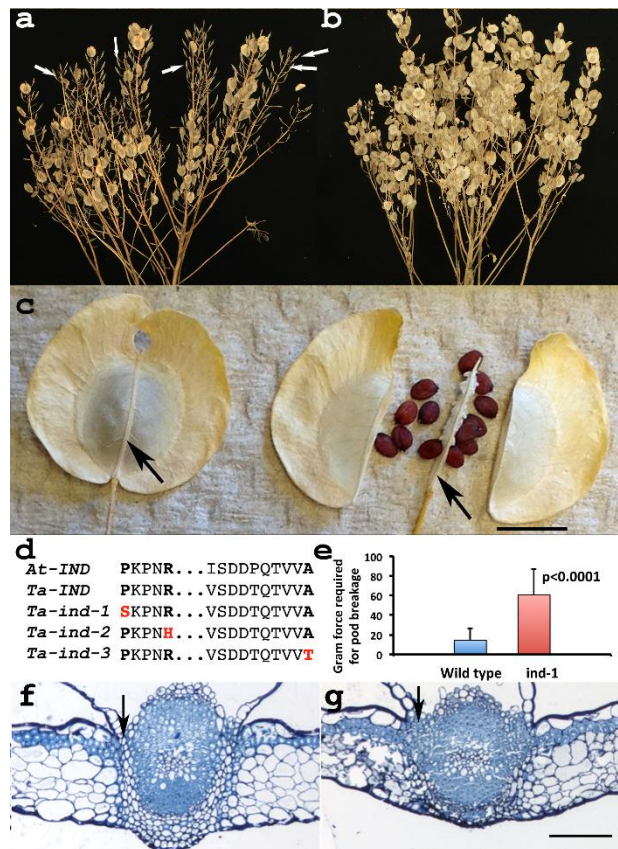 a
b
c
d
At-IND PKPNR...ISDDPQTVVA
Ta-IND PKPNR...VSDDTQTVVA
Ta-ind-1 SKPNR...VSDDTQTVVA
Ta-ind-2 PKPNH...VSDDTQTVVA
Ta-ind-3 PKPNR...VSDDTQTVVT
e
Gram force required
for pod breakage
100
80
60
40
20
0
p<0.0001
Wild type ind-1
f
g